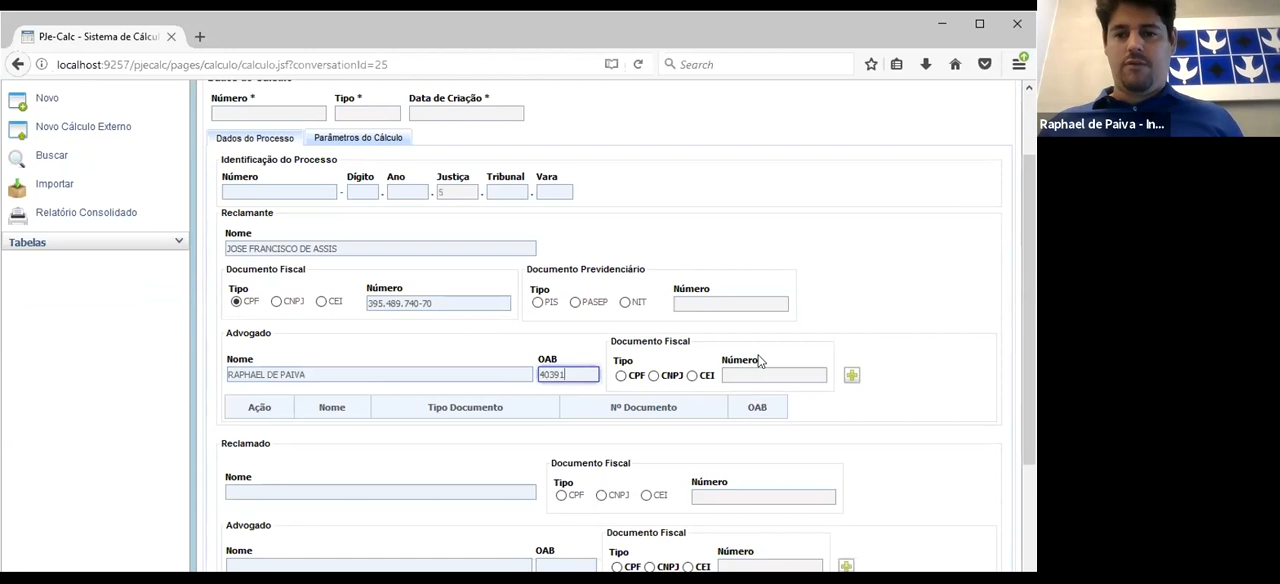 PJe-Calc - Sistema de Cálcul
localhost:9257/pjecalc/pages/calculo/calculo.jsf?conversationId=25
Search
Raphael de Paiva - In...
Novo
Novo Cálculo Externo
Buscar
Importar
Relatório Consolidado
Tabelas
Número * Tipo * Data de Criação *
Dados do Processo Parâmetros do Cálculo
Identificação do Processo
Número Dígito Ano Justiça Tribunal Vara
- . . 5 . .
Reclamante
Nome
JOSE FRANCISCO DE ASSIS
Documento Fiscal Documento Previdenciário
Tipo Número Tipo Número
CPF CNPJ CEI 395.489.740-70 PIS PASEP NIT
Advogado Documento Fiscal
Nome OAB Tipo Número
RAPHAEL DE PAIVA 40391 CPF CNPJ CEI
Ação Nome Tipo Documento Nº Documento OAB
Reclamado
Documento Fiscal
Nome Tipo Número
CPF CNPJ CEI
Advogado Documento Fiscal
Nome OAB Tipo Número
CPF CNPJ CEI